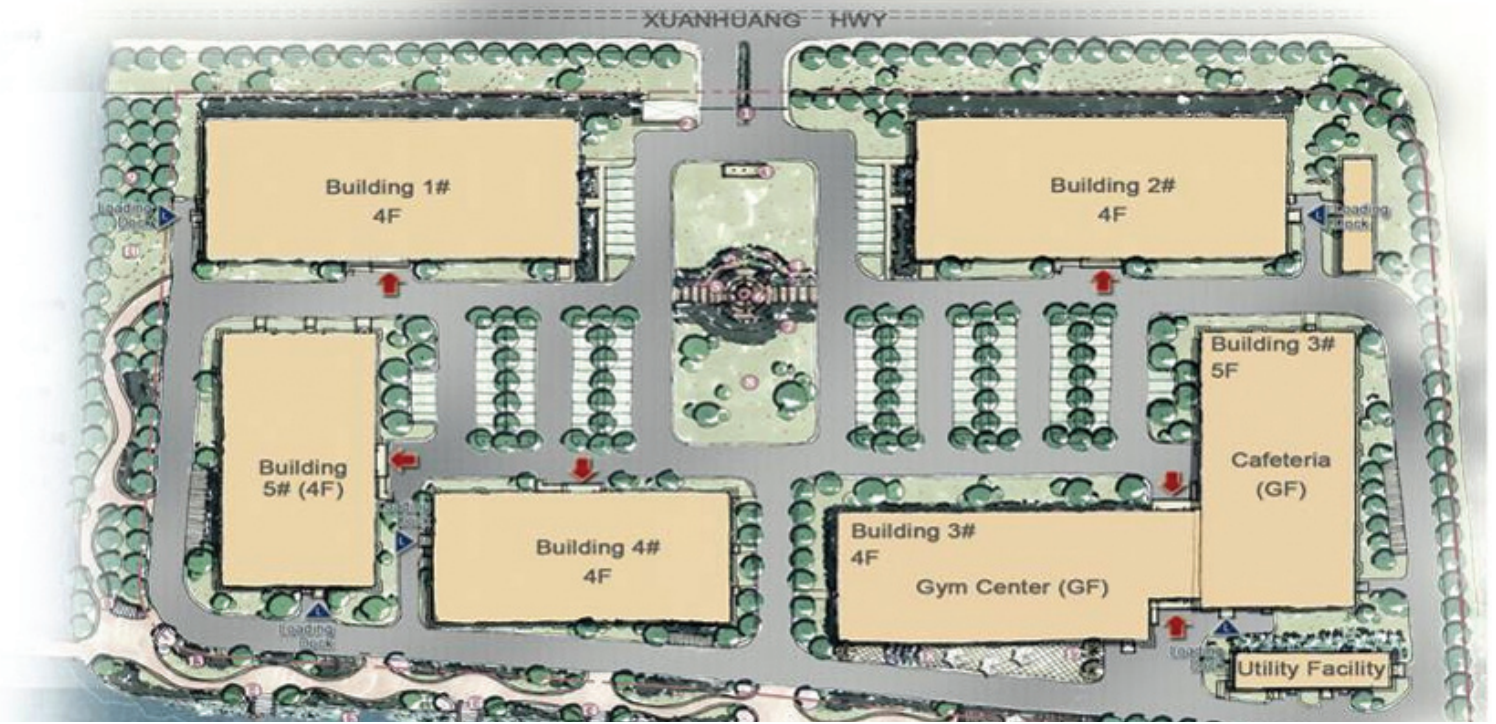 XUANHUANG HWY
Building 1#
4F
Building 2#
4F
Loading
Dock
L
L
Loading
Dock
Building 3#
5F
Cafeteria
(GF)
Building
5# (4F)
L
Building 4#
4F
Building 3#
4F
Gym Center (GF)
L
Loading
Dock
L
Loading
Utility Facility